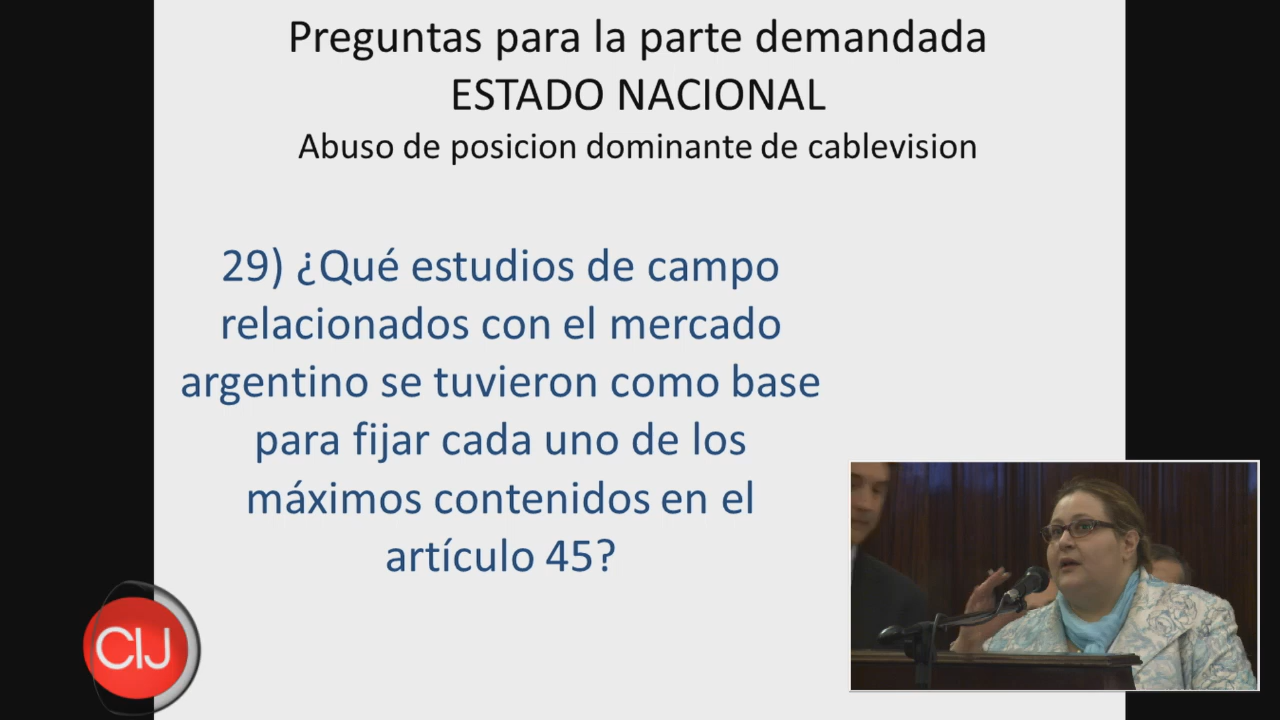 Preguntas para la parte demandada
ESTADO NACIONAL
Abuso de posicion dominante de cablevision
29) ¿Qué estudios de campo
relacionados con el mercado
argentino se tuvieron como base
para fijar cada uno de los
máximos contenidos en el
artículo 45?
CIJ